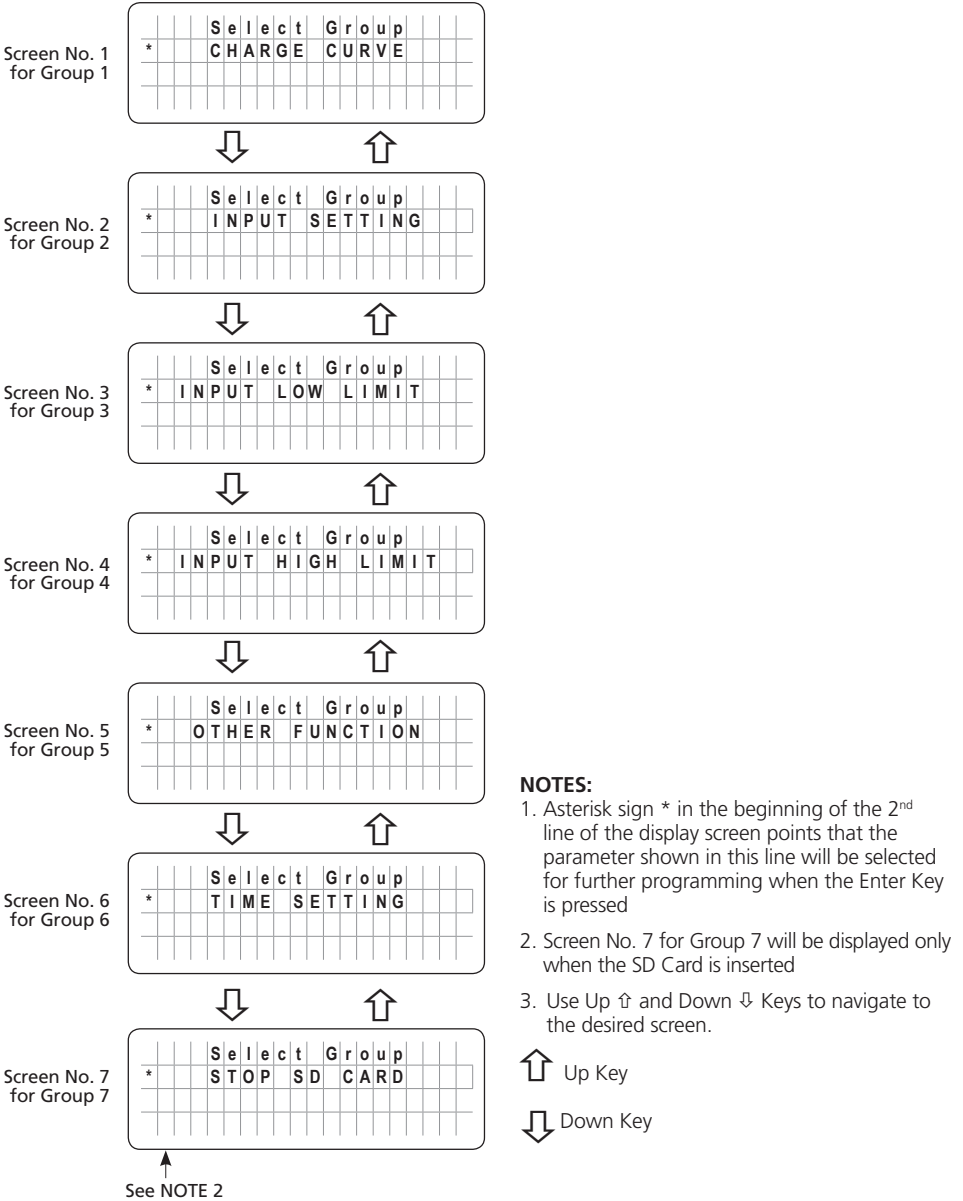 Screen No. 1
for Group 1
Select Group
* CHARGE CURVE
Screen No. 2
for Group 2
Select Group
* INPUT SETTING
Screen No. 3
for Group 3
Select Group
* INPUT LOW LIMIT
Screen No. 4
for Group 4
Select Group
* INPUT HIGH LIMIT
Screen No. 5
for Group 5
Select Group
* OTHER FUNCTION
Screen No. 6
for Group 6
Select Group
* TIME SETTING
Screen No. 7
for Group 7
Select Group
* STOP SD CARD
See NOTE 2
NOTES:
1. Asterisk sign * in the beginning of the 2nd
line of the display screen points that the
parameter shown in this line will be selected
for further programming when the Enter Key
is pressed
2. Screen No. 7 for Group 7 will be displayed only
when the SD Card is inserted
3. Use Up ⇧ and Down ⇩ Keys to navigate to
the desired screen.
⇧ Up Key
⇩ Down Key